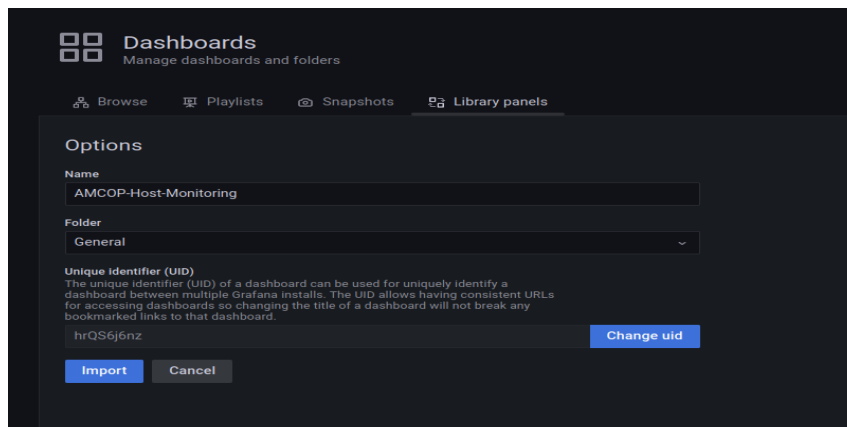 Dashboards
Manage dashboards and folders
Browse Playlists Snapshots Library panels
Options
Name
AMCOP-Host-Monitoring
Folder
General
Unique identifier (UID)
The unique identifier (UID) of a dashboard can be used for uniquely identify a
dashboard between multiple Grafana installs. The UID allows having consistent URLs
for accessing dashboards so changing the title of a dashboard will not break any
bookmarked links to that dashboard.
hrQS6j6nz Change uid
Import Cancel